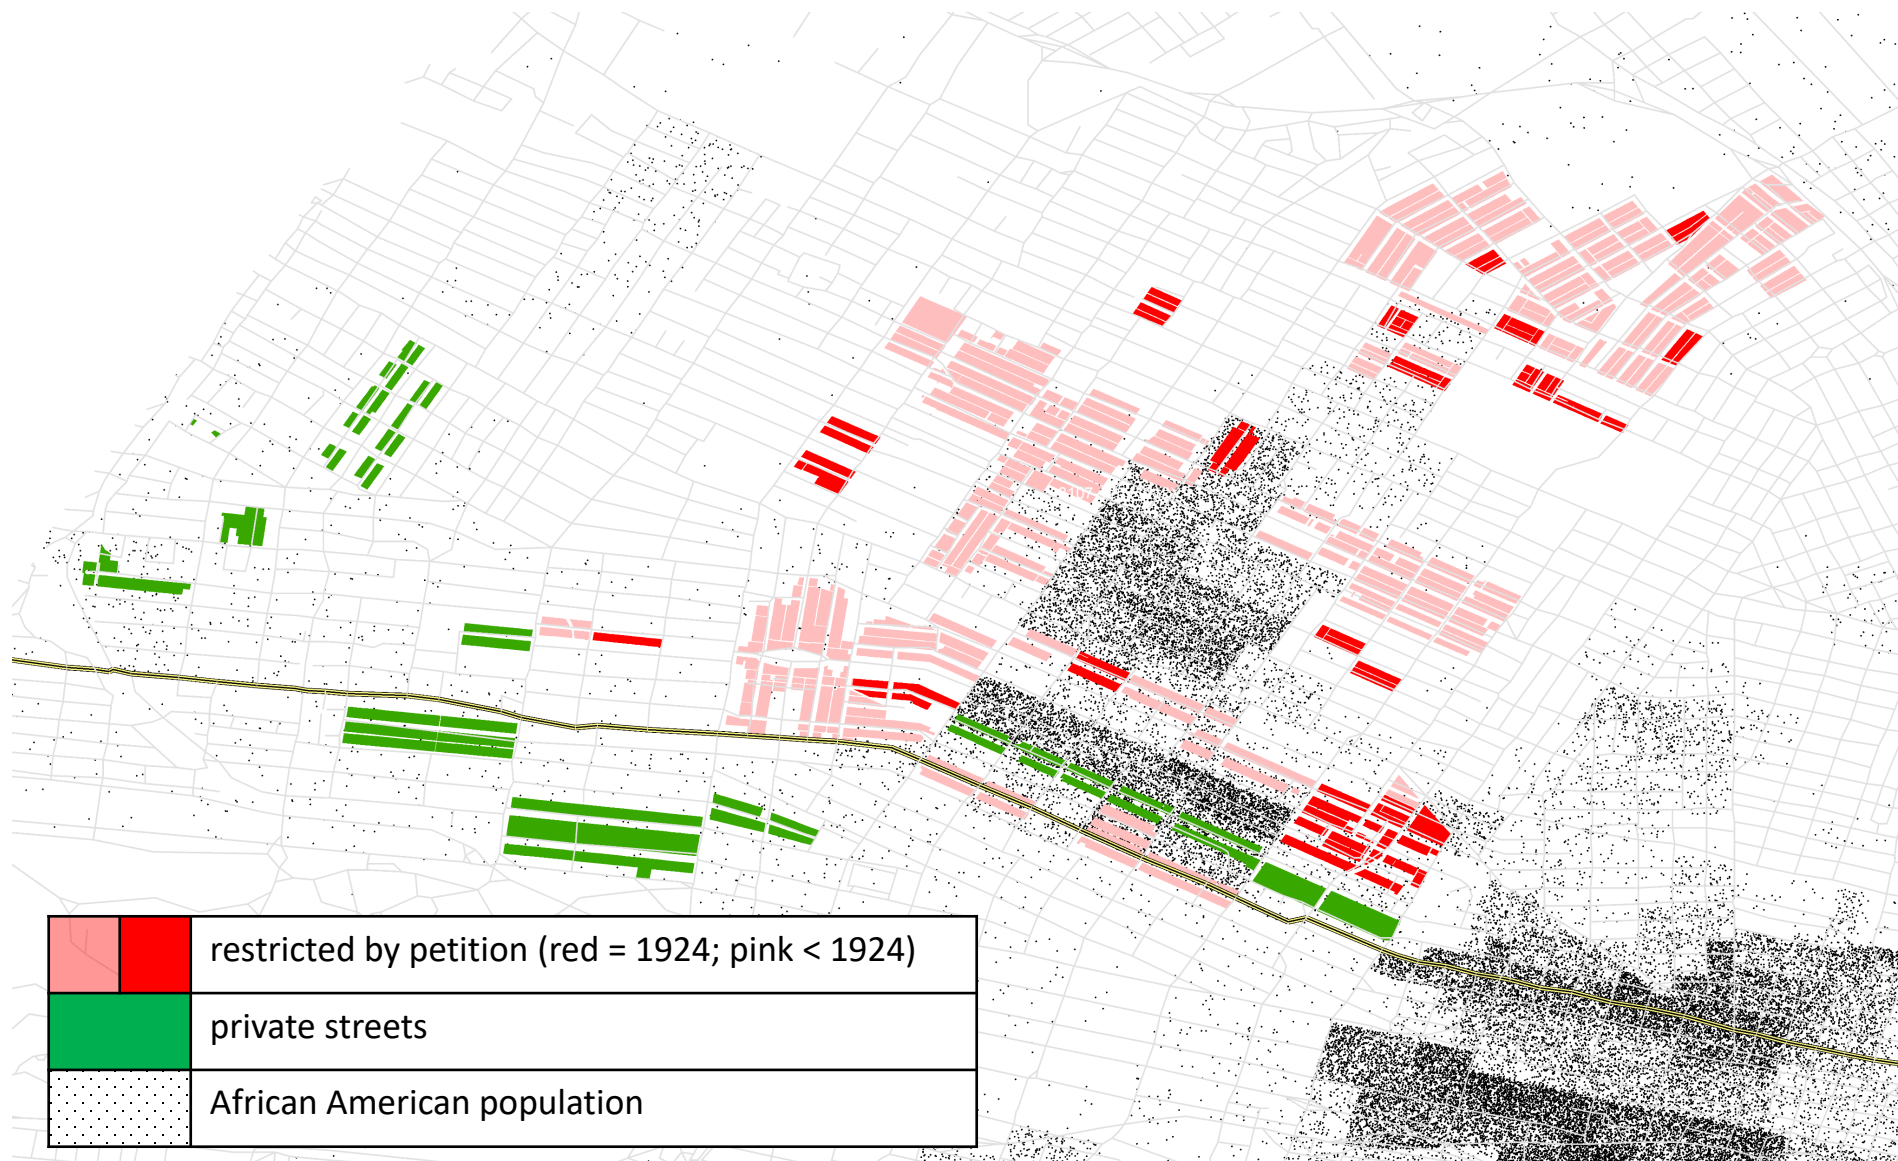 restricted by petition (red = 1924; pink < 1924)
private streets
African American population